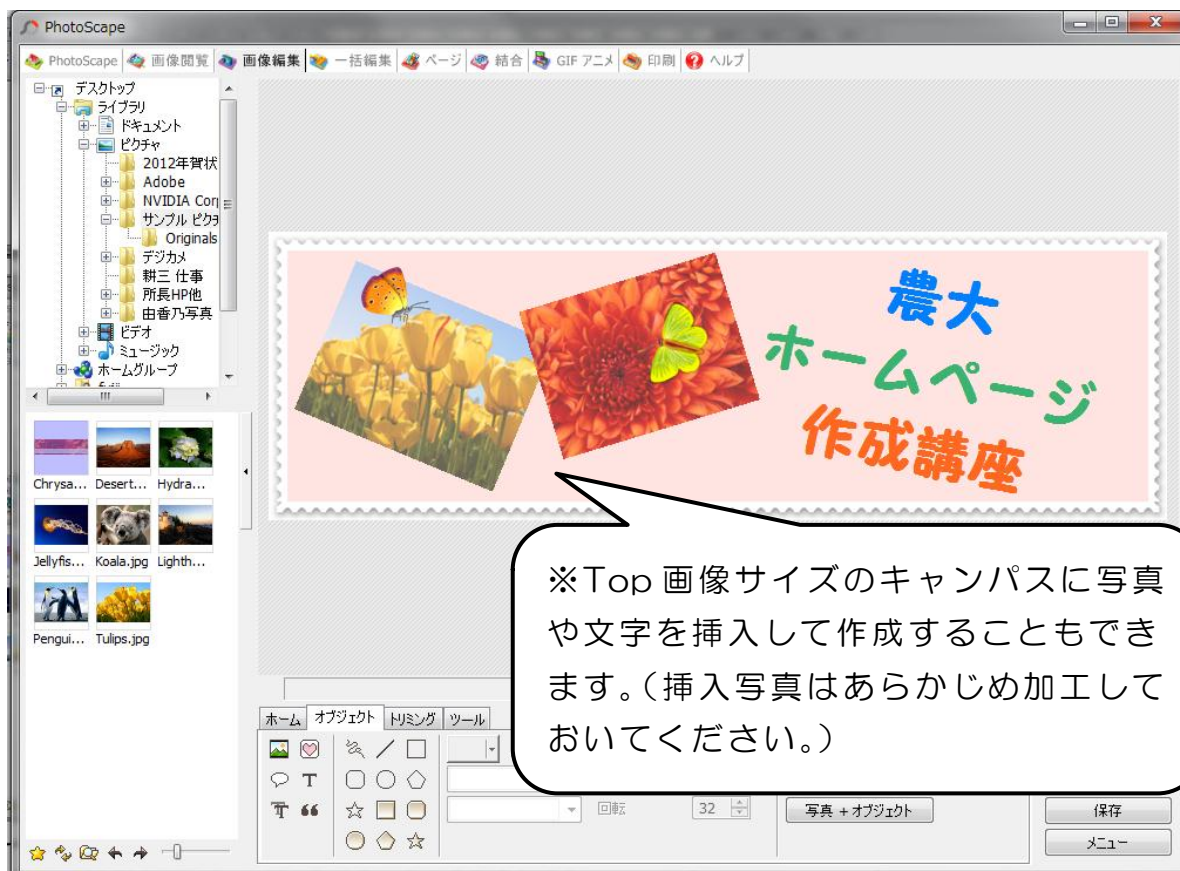 PhotoScape
PhotoScape 画像閲覧 画像編集 一括編集 ページ 結合 GIF アニメ 印刷 ヘルプ
デスクトップ
ライブラリ
ドキュメント
ピクチャ
2012年賀状
Adobe
NVIDIA Corp
サンプル ピクチ
Originals
デジカメ
耕三 仕事
所長HP他
由香乃写真
ビデオ
ミュージック
ホームグループ
農大
ホームページ
作成講座
Chrysa... Desert... Hydra...
Jellyfis... Koala.jpg Lighth...
Pengui... Tulips.jpg
※Top 画像サイズのキャンパスに写真
や文字を挿入して作成することもでき
ます。(挿入写真はあらかじめ加工して
おいてください。)
ホーム オブジェクト トリミング ツール
T
T
回転 32 写真 + オブジェクト 保存
メニュー